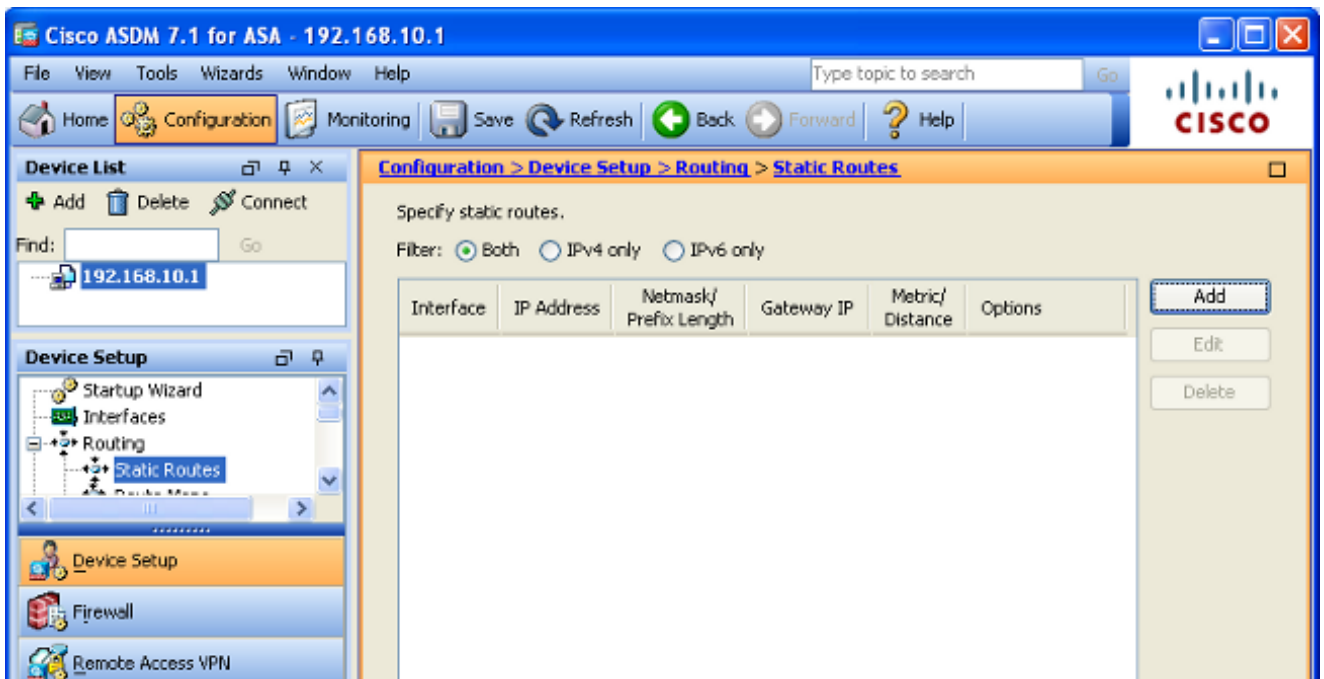 Cisco ASDM 7.1 for ASA - 192.168.10.1
File View Tools Wizards Window Help
Type topic to search Go
Home Configuration Monitoring Save Refresh Back Forward Help
CISCO
Device List
Add Delete Connect
Find: Go
192.168.10.1
Device Setup
Startup Wizard
Interfaces
Routing
Static Routes
Device Setup
Firewall
Remote Access VPN
Configuration > Device Setup > Routing > Static Routes
Specify static routes.
Filter: Both IPv4 only IPv6 only
Interface IP Address Netmask/ Prefix Length Gateway IP Metric/ Distance Options
Add
Edit
Delete